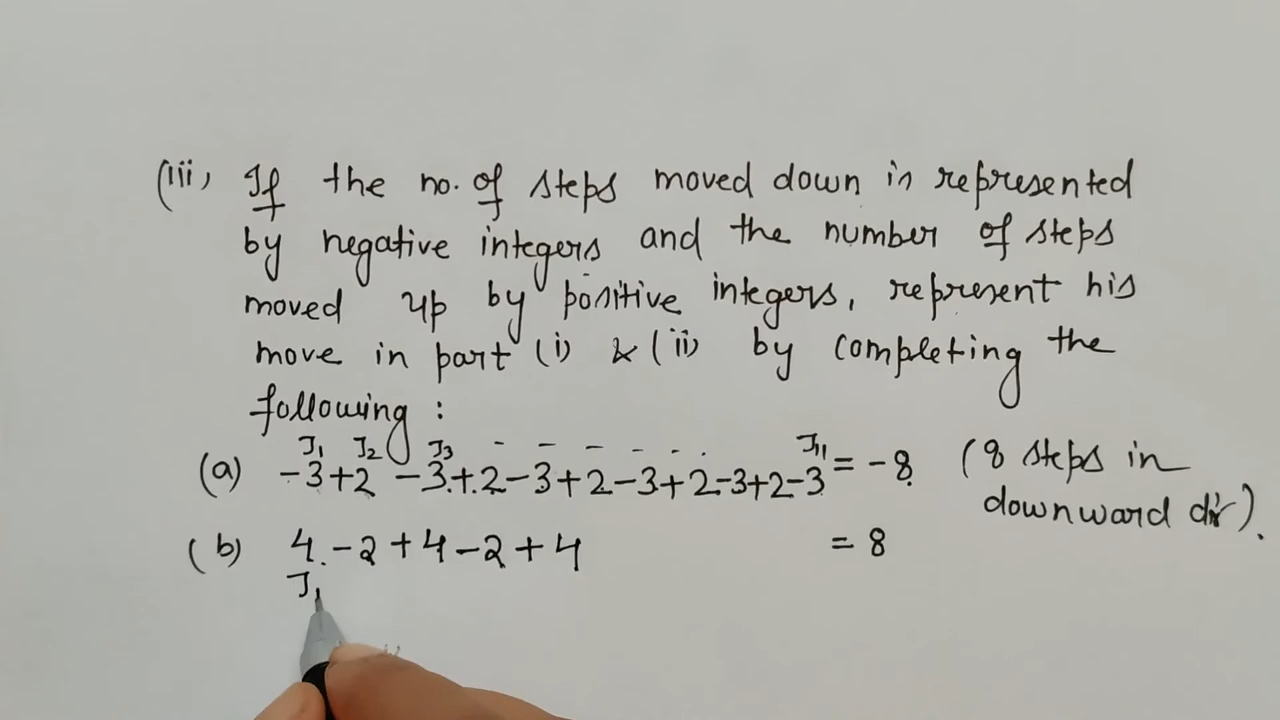 (iii) If the no. of steps moved down is represented
by negative integers and the number of steps
moved up by positive integers, represent his
move in part (i) & (ii) by completing the
following :
J1 J2 J3 - - - - - . J11
(a) -3+2 -3+2-3+2-3+2-3+2-3 = -8 (8 steps in
downward dir).
(b) 4-2+4-2+4 = 8
J1